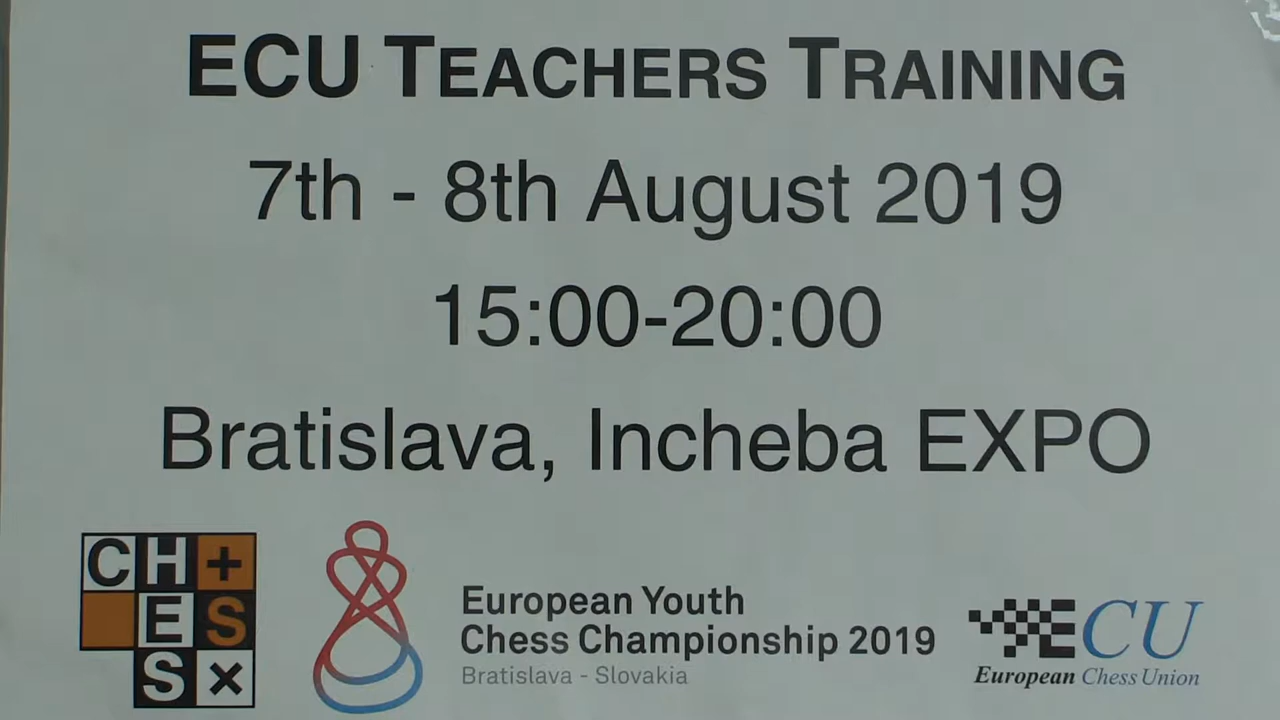 ECU TEACHERS TRAINING
7th - 8th August 2019
15:00-20:00
Bratislava, Incheba EXPO
CH+
ES
S×
European Youth
Chess Championship 2019
Bratislava - Slovakia
ECU
European Chess Union